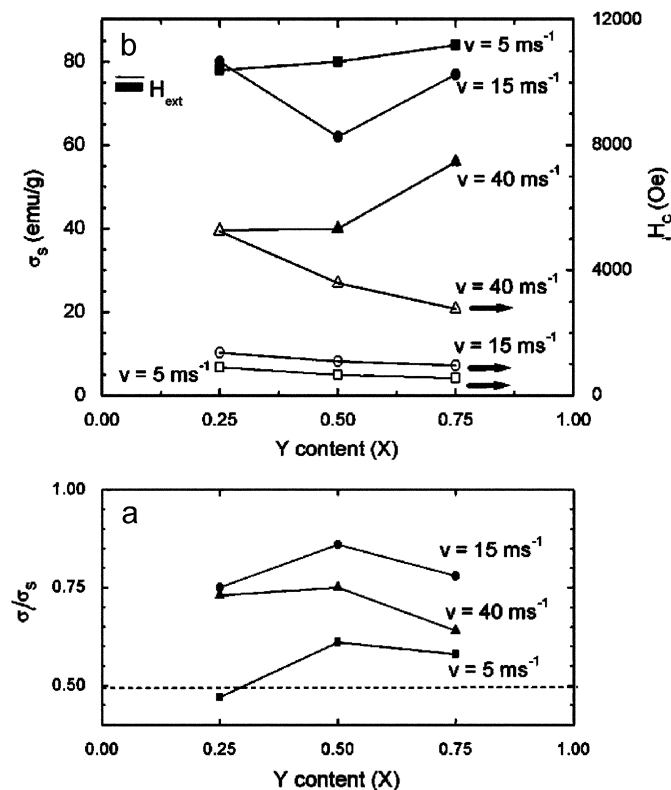 b
H_ext
v = 5 ms⁻¹
v = 15 ms⁻¹
v = 40 ms⁻¹
v = 40 ms⁻¹
v = 15 ms⁻¹
v = 5 ms⁻¹
80
60
40
20
0
σₛ (emu/g)
12000
8000
4000
0
H_c (Oe)
0.00 0.25 0.50 0.75 1.00
Y content (X)
a
v = 15 ms⁻¹
v = 40 ms⁻¹
v = 5 ms⁻¹
1.00
0.75
0.50
σ/σₛ
0.00 0.25 0.50 0.75 1.00
Y content (X)